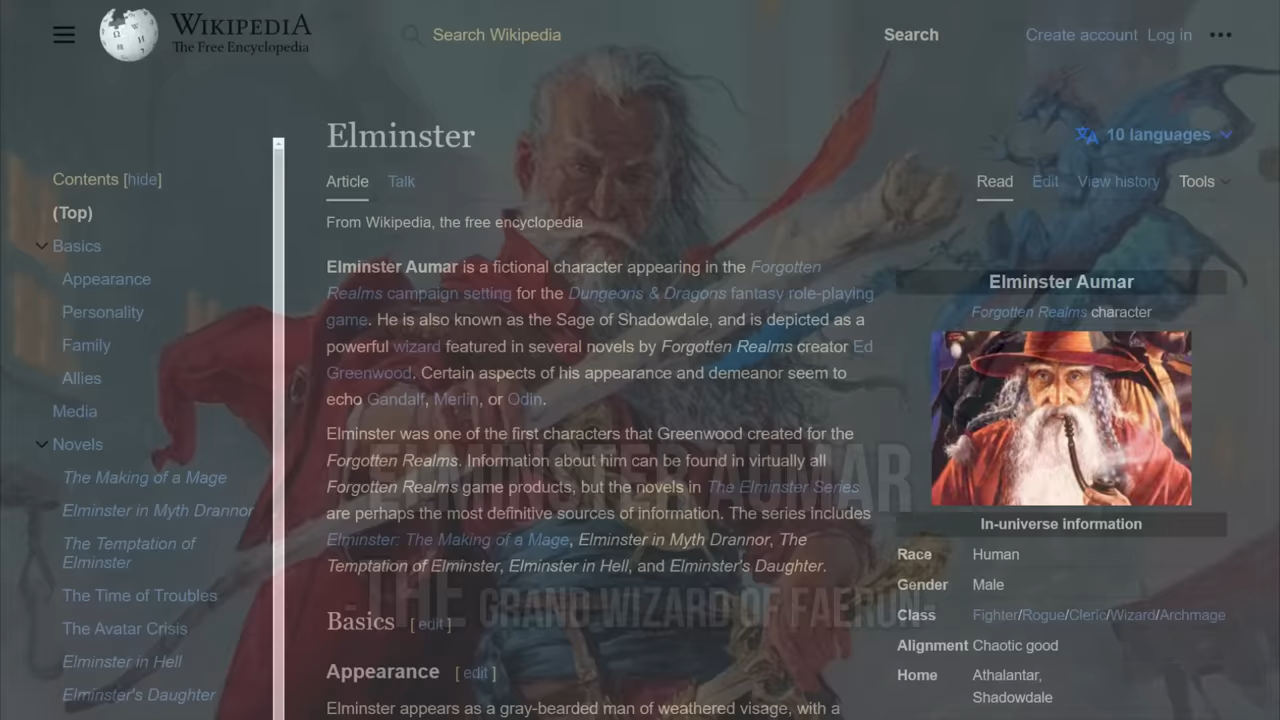 WIKIPEDIA
The Free Encyclopedia
Search Wikipedia
Search
Create account Log in
Elminster
10 languages
Contents [hide]
(Top)
Basics
Appearance
Personality
Family
Allies
Media
Novels
The Making of a Mage
Elminster in Myth Drannor
The Temptation of
Elminster
The Time of Troubles
The Avatar Crisis
Elminster in Hell
Elminster's Daughter
Article Talk
Read Edit View history Tools
From Wikipedia, the free encyclopedia
Elminster Aumar is a fictional character appearing in the Forgotten
Realms campaign setting for the Dungeons & Dragons fantasy role-playing
game. He is also known as the Sage of Shadowdale, and is depicted as a
powerful wizard featured in several novels by Forgotten Realms creator Ed
Greenwood. Certain aspects of his appearance and demeanor seem to
echo Gandalf, Merlin, or Odin.
Elminster was one of the first characters that Greenwood created for the
Forgotten Realms. Information about him can be found in virtually all
Forgotten Realms game products, but the novels in The Elminster Series
are perhaps the most definitive sources of information. The series includes
Elminster: The Making of a Mage, Elminster in Myth Drannor, The
Temptation of Elminster, Elminster in Hell, and Elminster's Daughter.
Basics [ edit ]
Appearance [ edit ]
Elminster appears as a gray-bearded man of weathered visage, with a
Elminster Aumar
Forgotten Realms character
In-universe information
Race Human
Gender Male
Class Fighter/Rogue/Cleric/Wizard/Archmage
Alignment Chaotic good
Home Athalantar,
Shadowdale
ELMINSTER AUMAR
-THE GRAND WIZARD OF FAERUN-